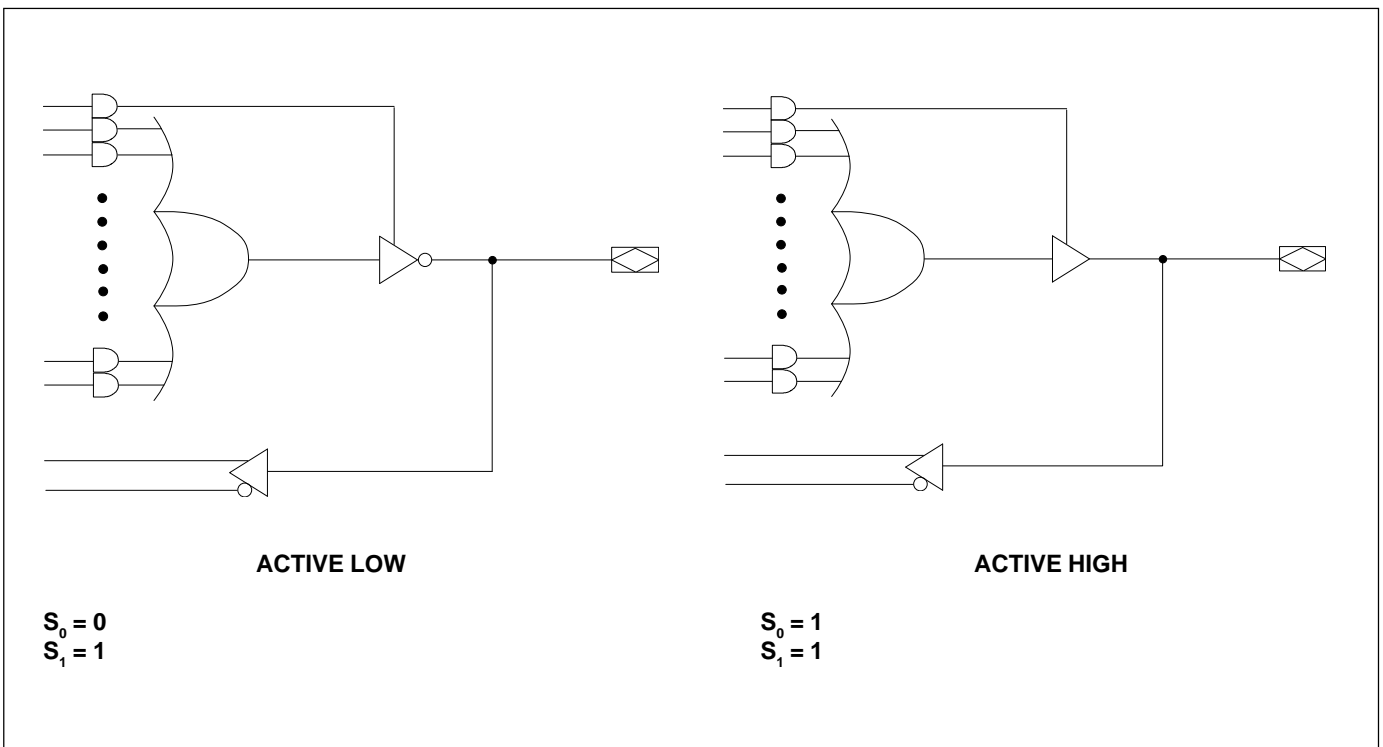 ACTIVE LOW
ACTIVE HIGH
S₀ = 0
S₁ = 1
S₀ = 1
S₁ = 1